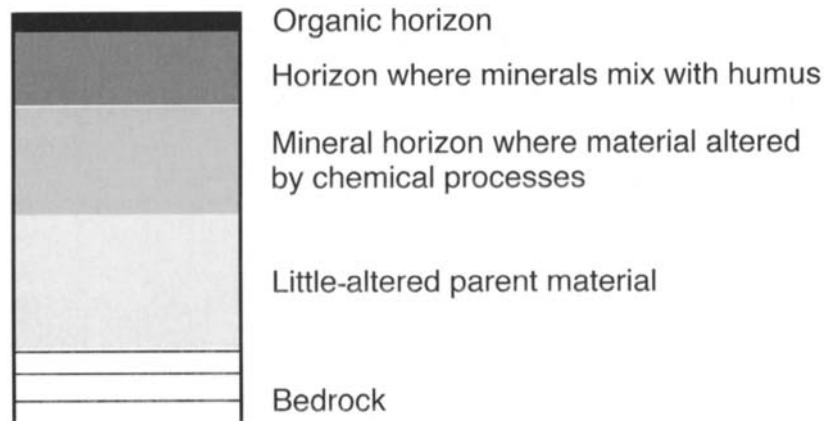 Organic horizon
Horizon where minerals mix with humus
Mineral horizon where material altered
by chemical processes
Little-altered parent material
Bedrock